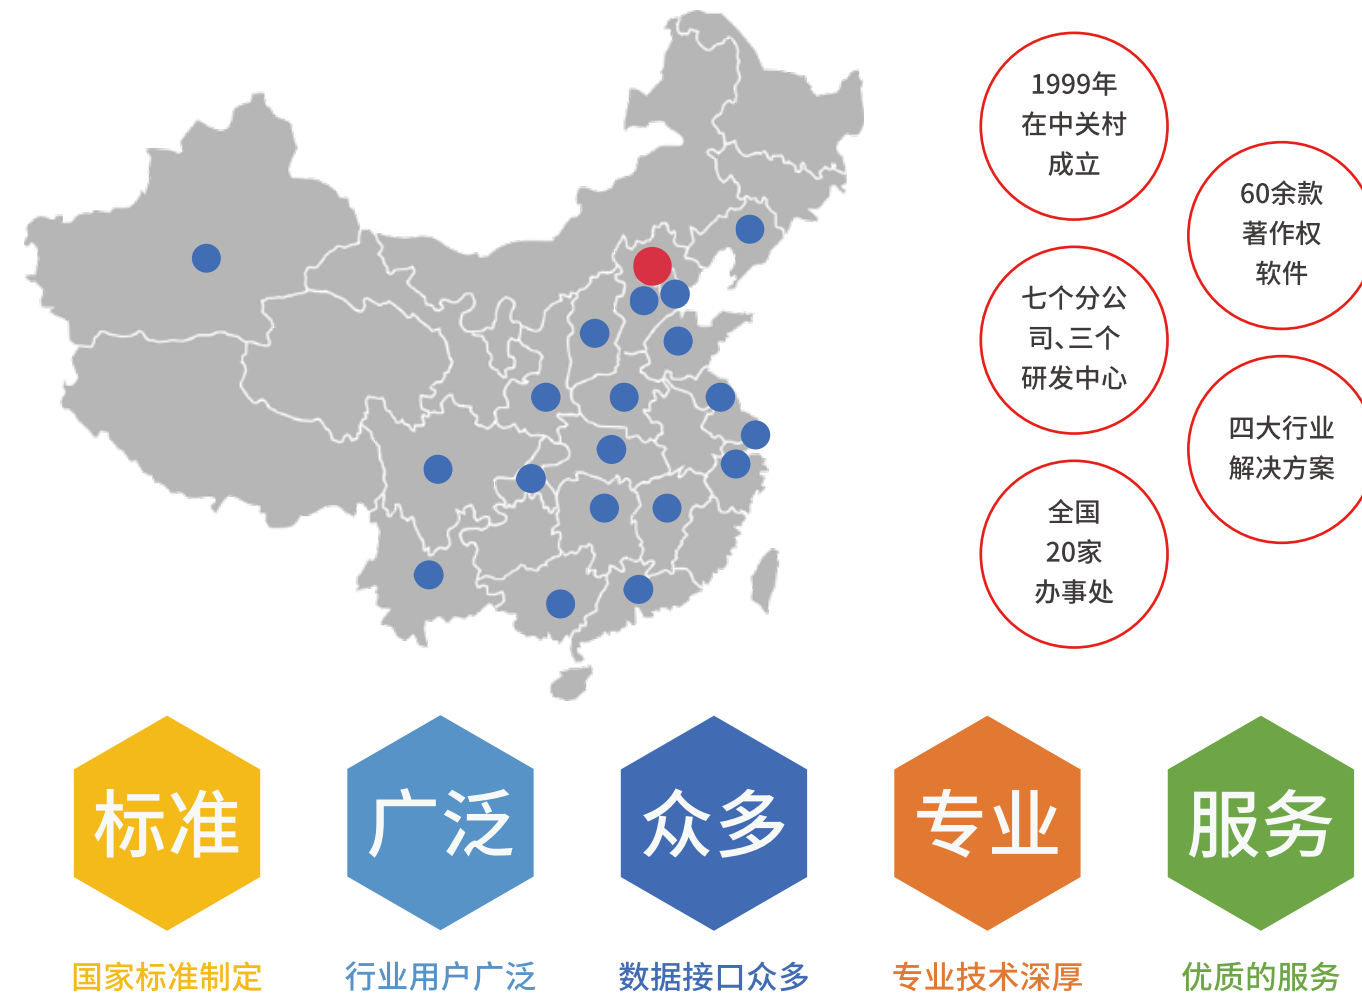 1999年
在中关村
成立
60余款
著作权
软件
七个分公
司、三个
研发中心
四大行业
解决方案
全国
20家
办事处
标准
广泛
众多
专业
服务
国家标准制定
行业用户广泛
数据接口众多
专业技术深厚
优质的服务